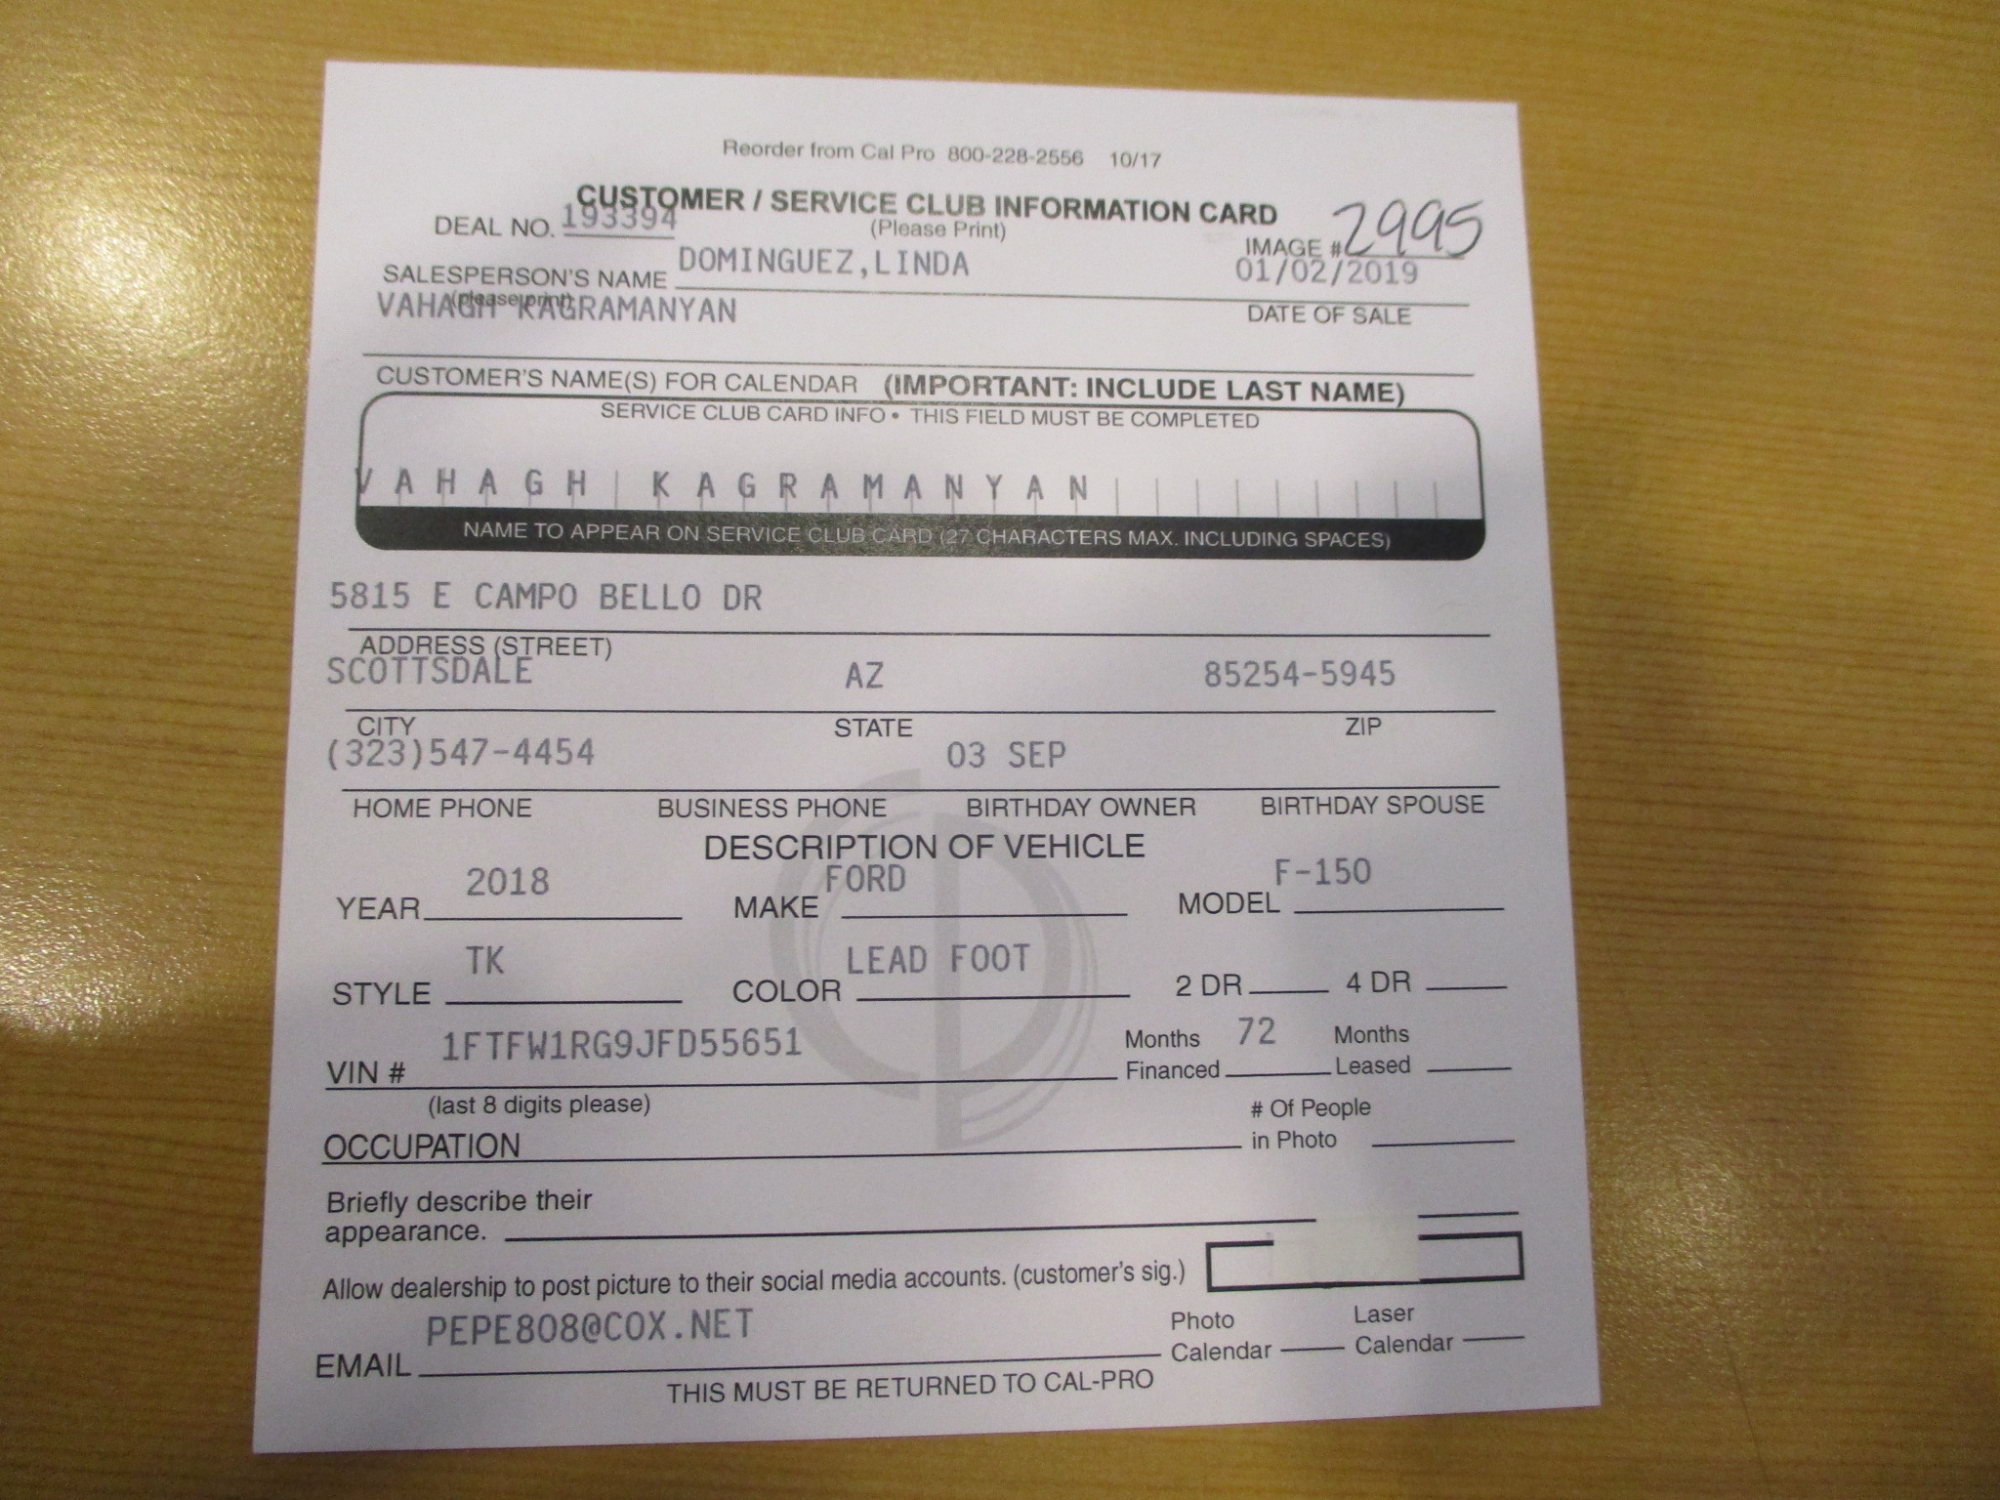 Reorder from Cal Pro 800-228-2556 10/17
CUSTOMER / SERVICE CLUB INFORMATION CARD
DEAL NO. 193394 (Please Print) IMAGE # 2995
SALESPERSON'S NAME DOMINGUEZ,LINDA 01/02/2019
(please print) DATE OF SALE
VAHAGH KAGRAMANYAN
CUSTOMER'S NAME(S) FOR CALENDAR (IMPORTANT: INCLUDE LAST NAME)
SERVICE CLUB CARD INFO • THIS FIELD MUST BE COMPLETED
VAHAGH KAGRAMANYAN
NAME TO APPEAR ON SERVICE CLUB CARD (27 CHARACTERS MAX. INCLUDING SPACES)
5815 E CAMPO BELLO DR
ADDRESS (STREET)
SCOTTSDALE AZ 85254-5945
CITY STATE ZIP
(323)547-4454 03 SEP
HOME PHONE BUSINESS PHONE BIRTHDAY OWNER BIRTHDAY SPOUSE
DESCRIPTION OF VEHICLE
YEAR 2018 MAKE FORD MODEL F-150
STYLE TK COLOR LEAD FOOT 2 DR 4 DR
VIN # 1FTFW1RG9JFD55651 Months Financed 72 Months Leased
(last 8 digits please)
OCCUPATION # Of People in Photo
Briefly describe their
appearance.
Allow dealership to post picture to their social media accounts. (customer's sig.)
EMAIL PEPE808@COX.NET Photo Calendar Laser Calendar
THIS MUST BE RETURNED TO CAL-PRO